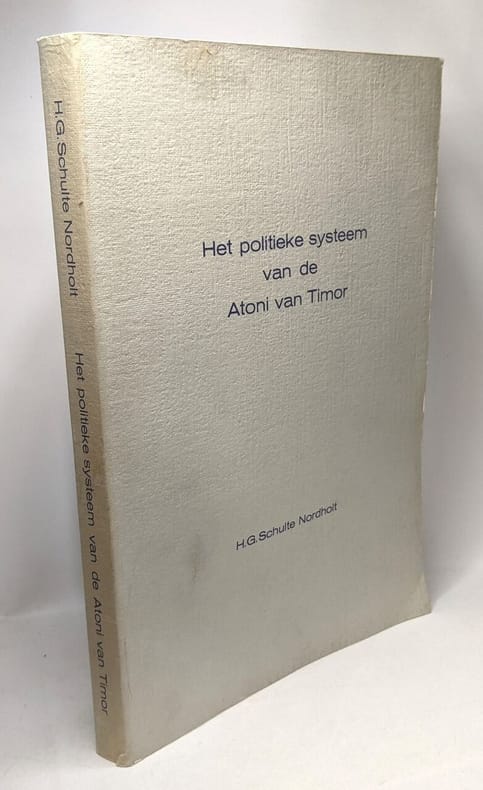 H.G. Schulte Nordholt   Het politieke systeem van de Atoni van Timor
Het politieke systeem
van de
Atoni van Timor
H.G. Schulte Nordholt